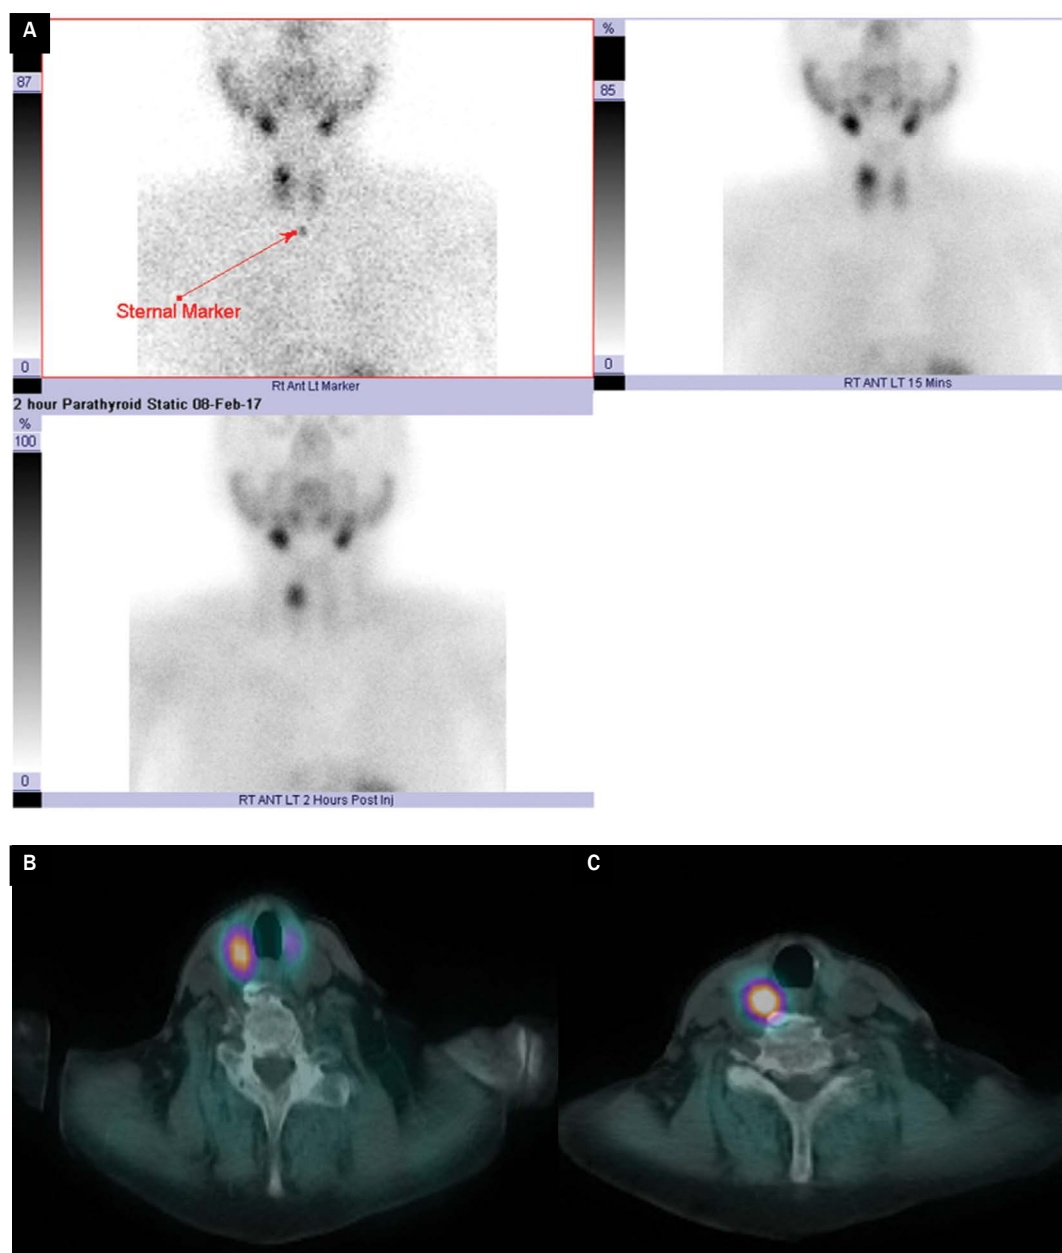 A
87
0
Sternal Marker
Rt Ant Lt Marker
%
85
0
RT ANT LT 15 Mins
2 hour Parathyroid Static 08-Feb-17
%
100
0
RT ANT LT 2 Hours Post Inj
B
C